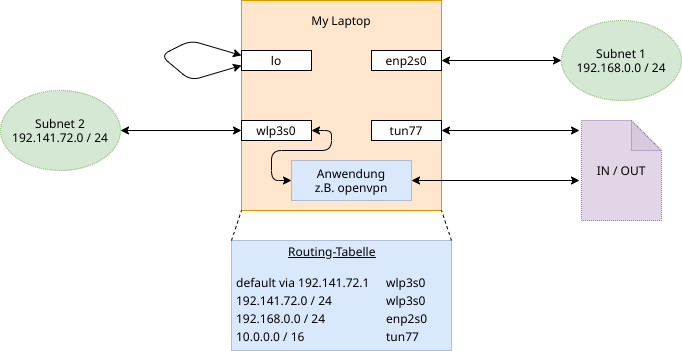 My Laptop
lo
enp2s0
Subnet 1
192.168.0.0 / 24
Subnet 2
192.141.72.0 / 24
wlp3s0
tun77
Anwendung
z.B. openvpn
IN / OUT
Routing-Tabelle
default via 192.141.72.1 wlp3s0
192.141.72.0 / 24 wlp3s0
192.168.0.0 / 24 enp2s0
10.0.0.0 / 16 tun77